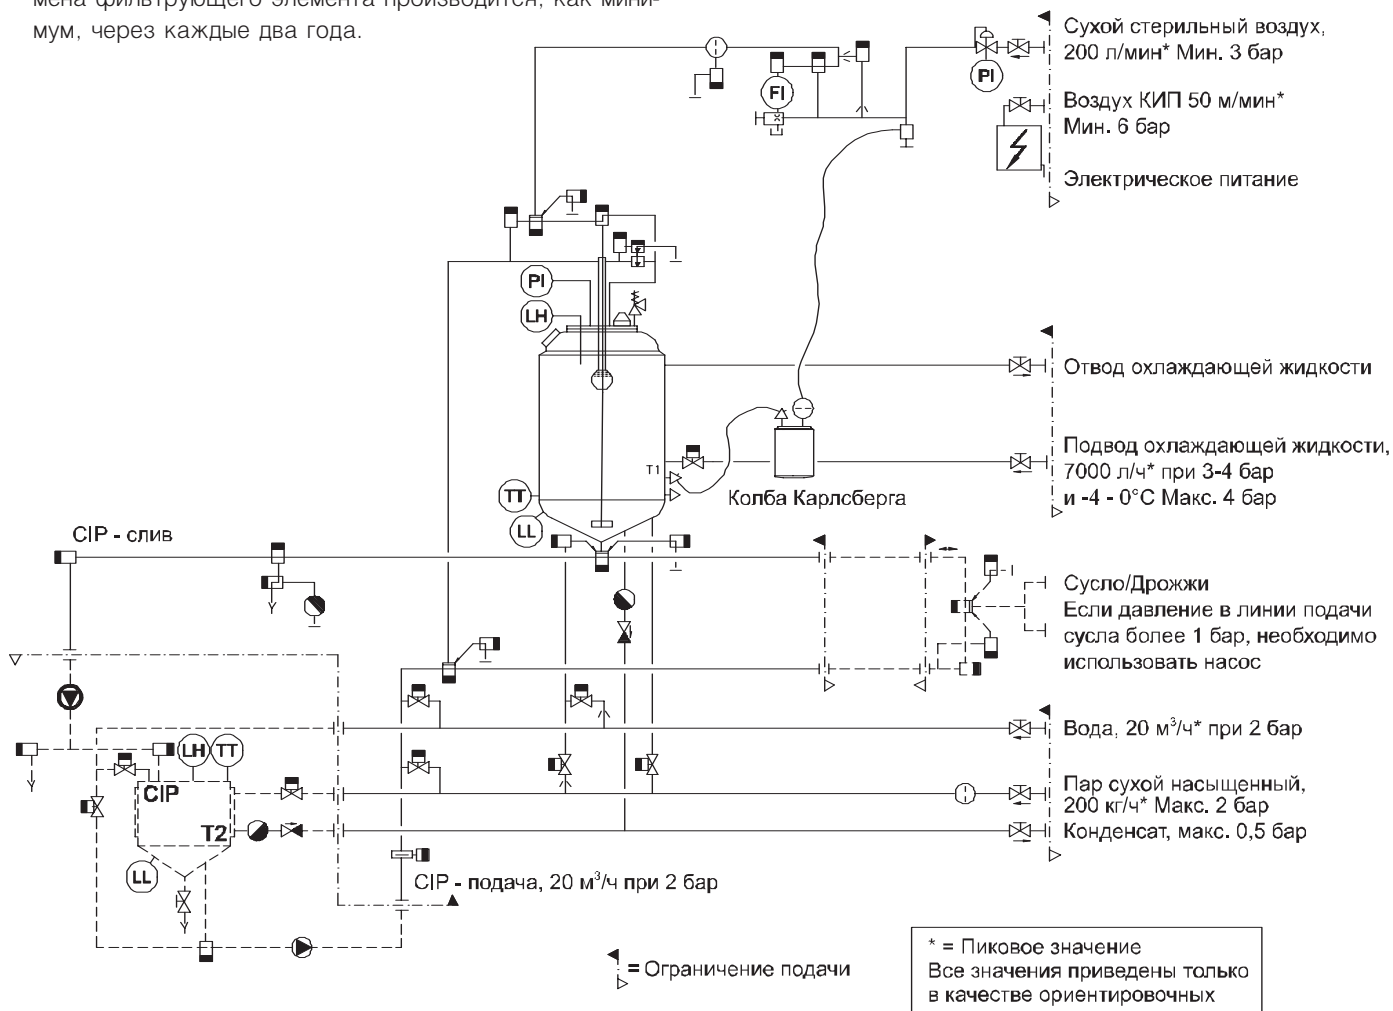 мена фильтрующего элемента производится, как мини-
мум, через каждые два года.
Сухой стерильный воздух,
200 л/мин* Мин. 3 бар
PI
FI
Воздух КИП 50 м/мин*
Мин. 6 бар
Электрическое питание
PI
LH
Отвод охлаждающей жидкости
Подвод охлаждающей жидкости,
7000 л/ч* при 3-4 бар
и -4 - 0°C Макс. 4 бар
T1
Колба Карлсберга
TT
LL
CIP - слив
Сусло/Дрожжи
Если давление в линии подачи
сусла более 1 бар, необходимо
использовать насос
Вода, 20 м³/ч* при 2 бар
LH
TT
CIP
T2
LL
Пар сухой насыщенный,
200 кг/ч* Макс. 2 бар
Конденсат, макс. 0,5 бар
CIP - подача, 20 м³/ч при 2 бар
= Ограничение подачи
* = Пиковое значение
Все значения приведены только
в качестве ориентировочных